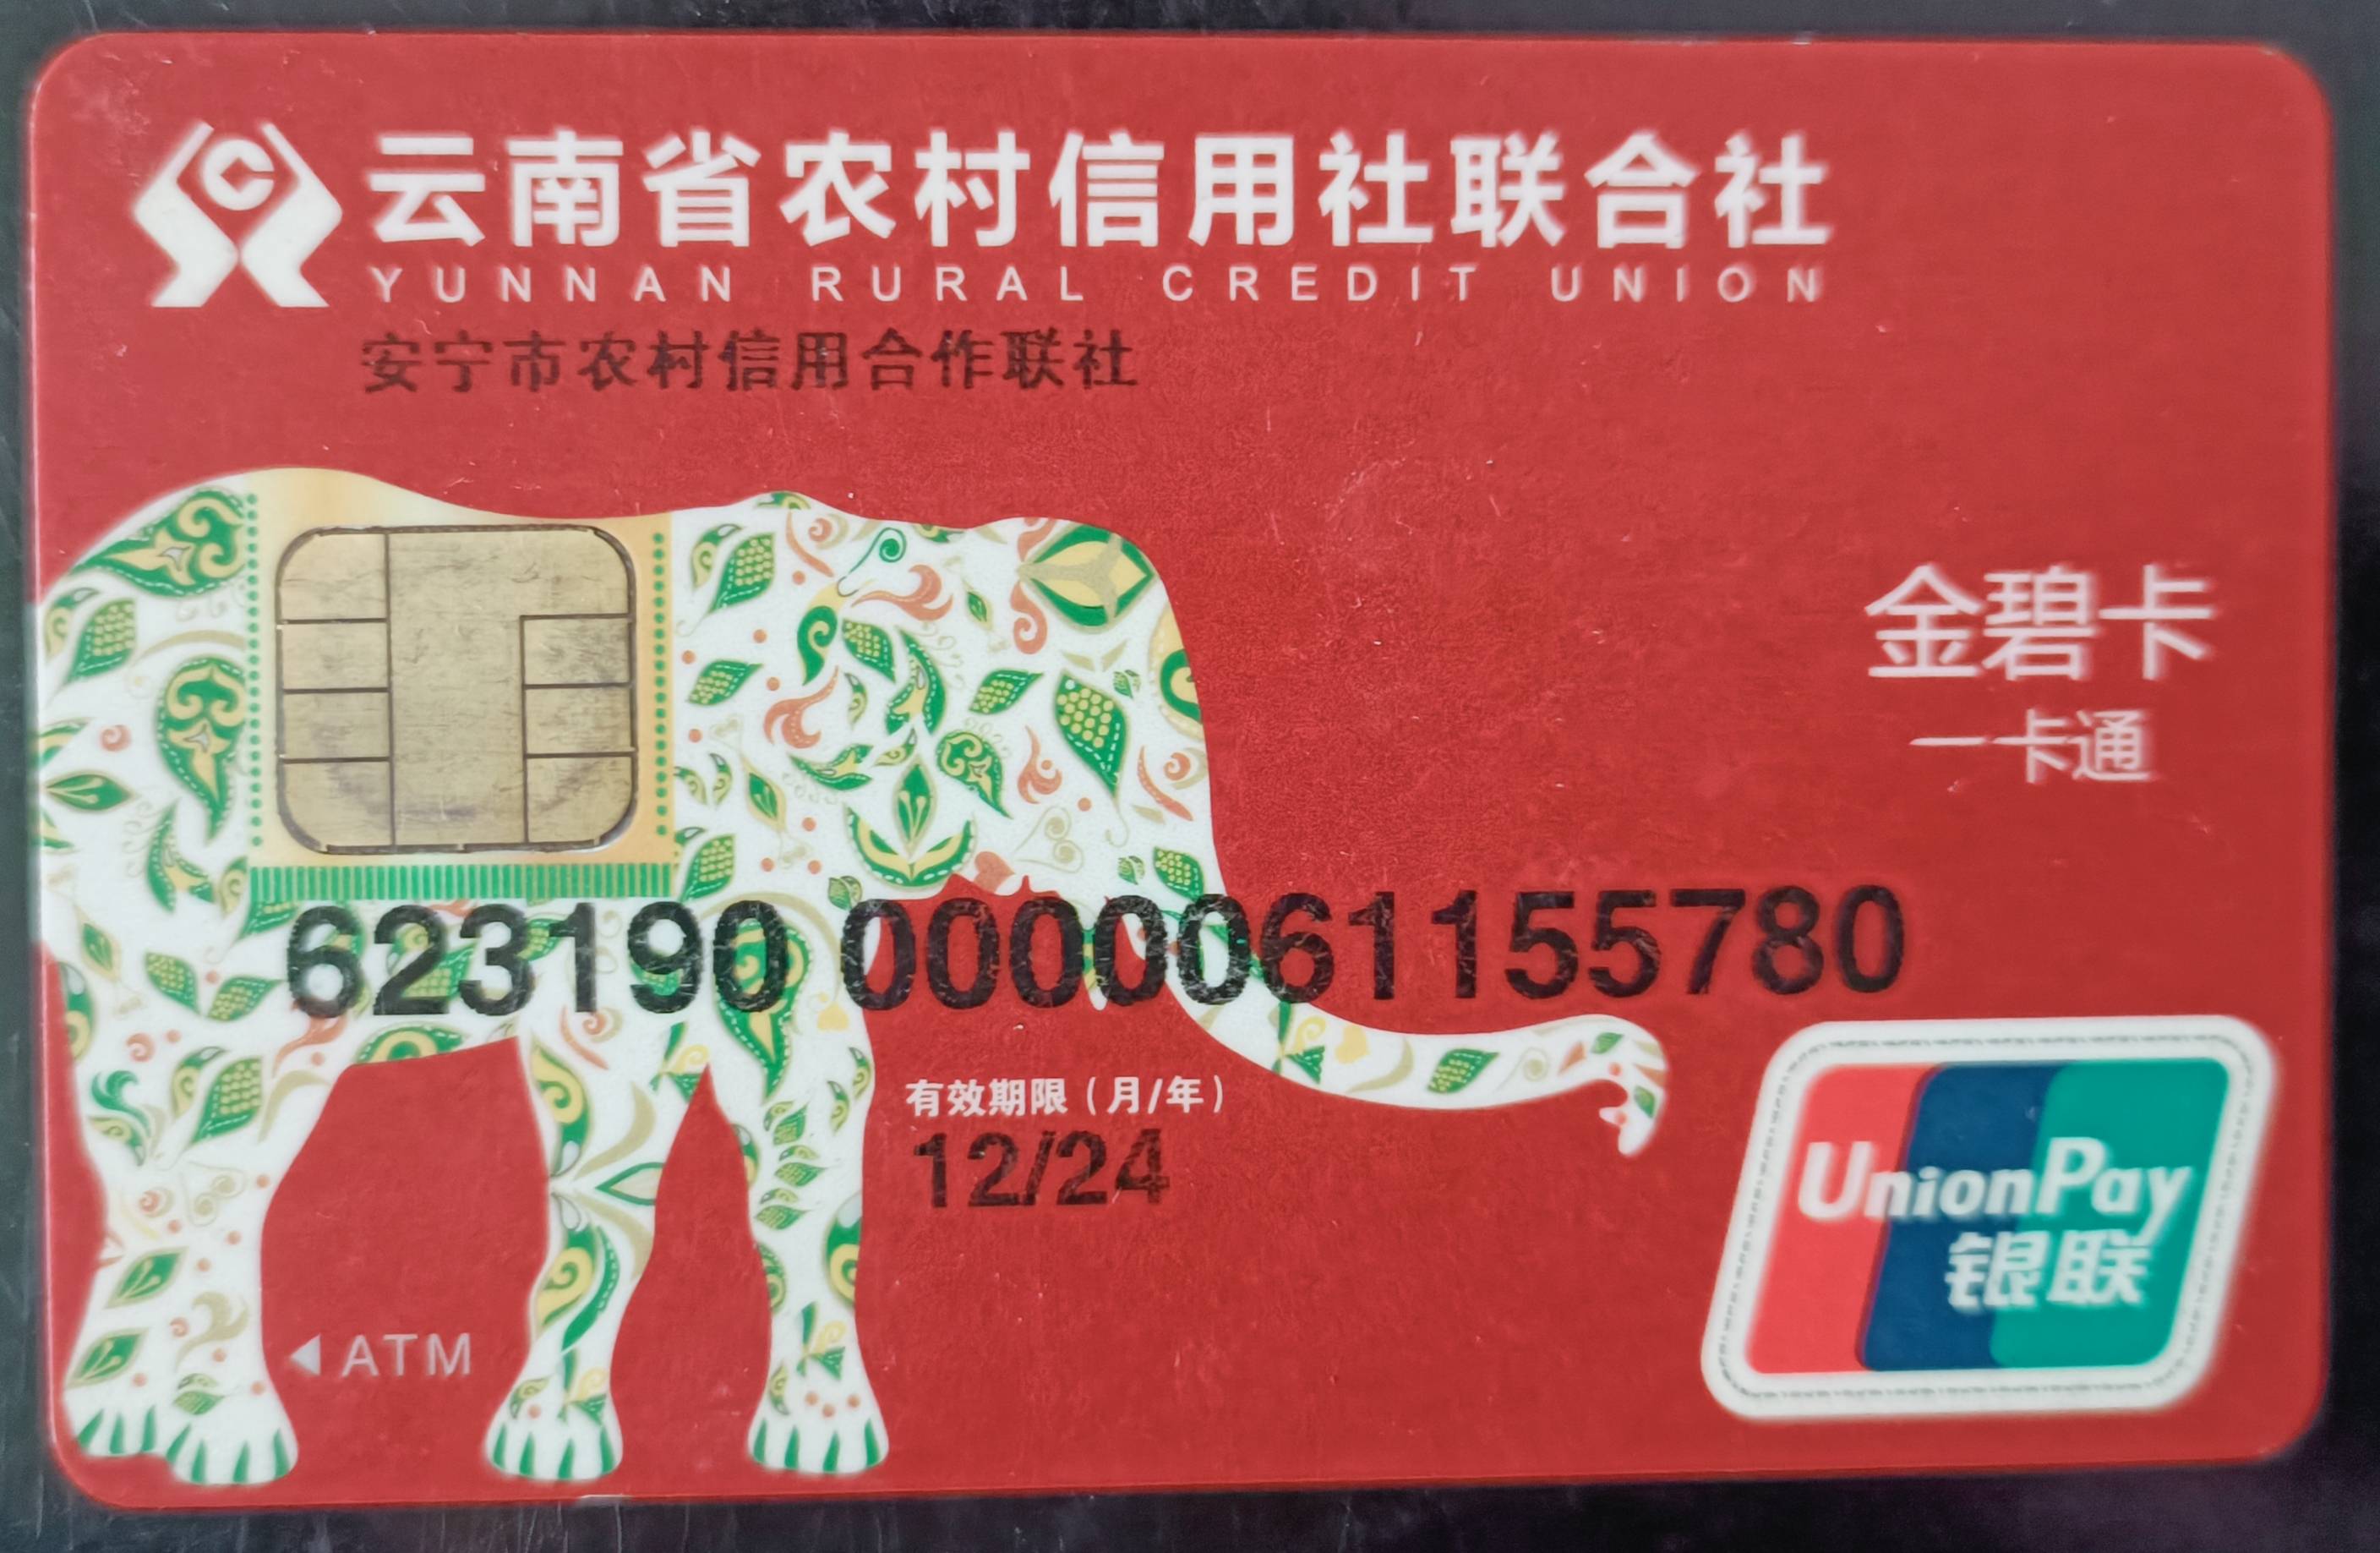 云南省农村信用社联合社
YUNNAN RURAL CREDIT UNION
安宁市农村信用合作联社
金碧卡
一卡通
623190 0000061155780
有效期限（月/年）
12/24
ATM
UnionPay
银联